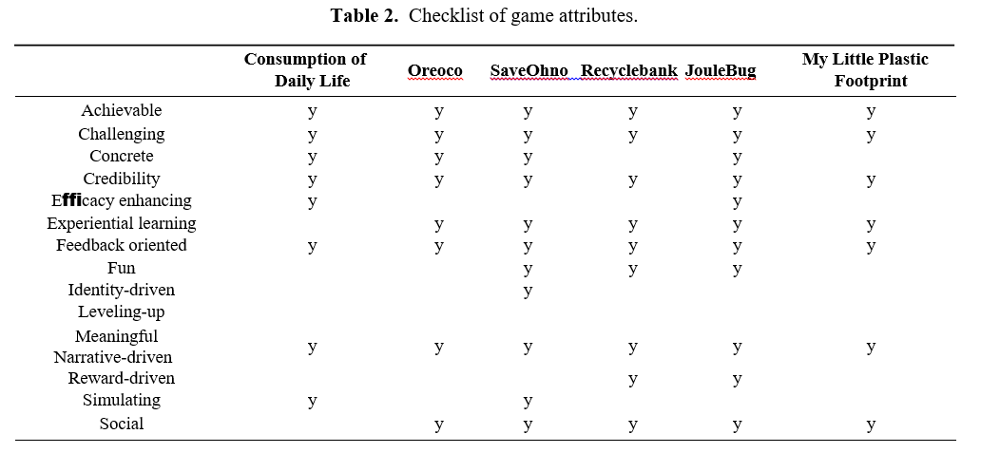 Table 2. Checklist of game attributes.
Consumption of Daily Life Oreoco SaveOhno Recyclebank JouleBug My Little Plastic Footprint
Achievable y y y y y y
Challenging y y y y y y
Concrete y y y y
Credibility y y y y y y
Efficacy enhancing y y
Experiential learning y y y y y
Feedback oriented y y y y y y
Fun y y y
Identity-driven y
Leveling-up
Meaningful
y y y y y y
Narrative-driven
Reward-driven y y
Simulating y y
Social y y y y y